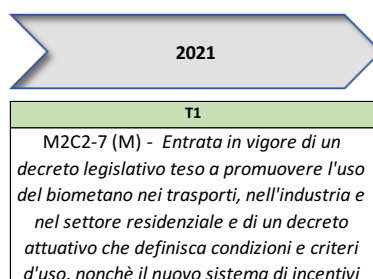 2021
T1
M2C2-7 (M) - Entrata in vigore di un
decreto legislativo teso a promuovere l'uso
del biometano nei trasporti, nell'industria e
nel settore residenziale e di un decreto
attuativo che definisca condizioni e criteri
d'uso, nonchè il nuovo sistema di incentivi